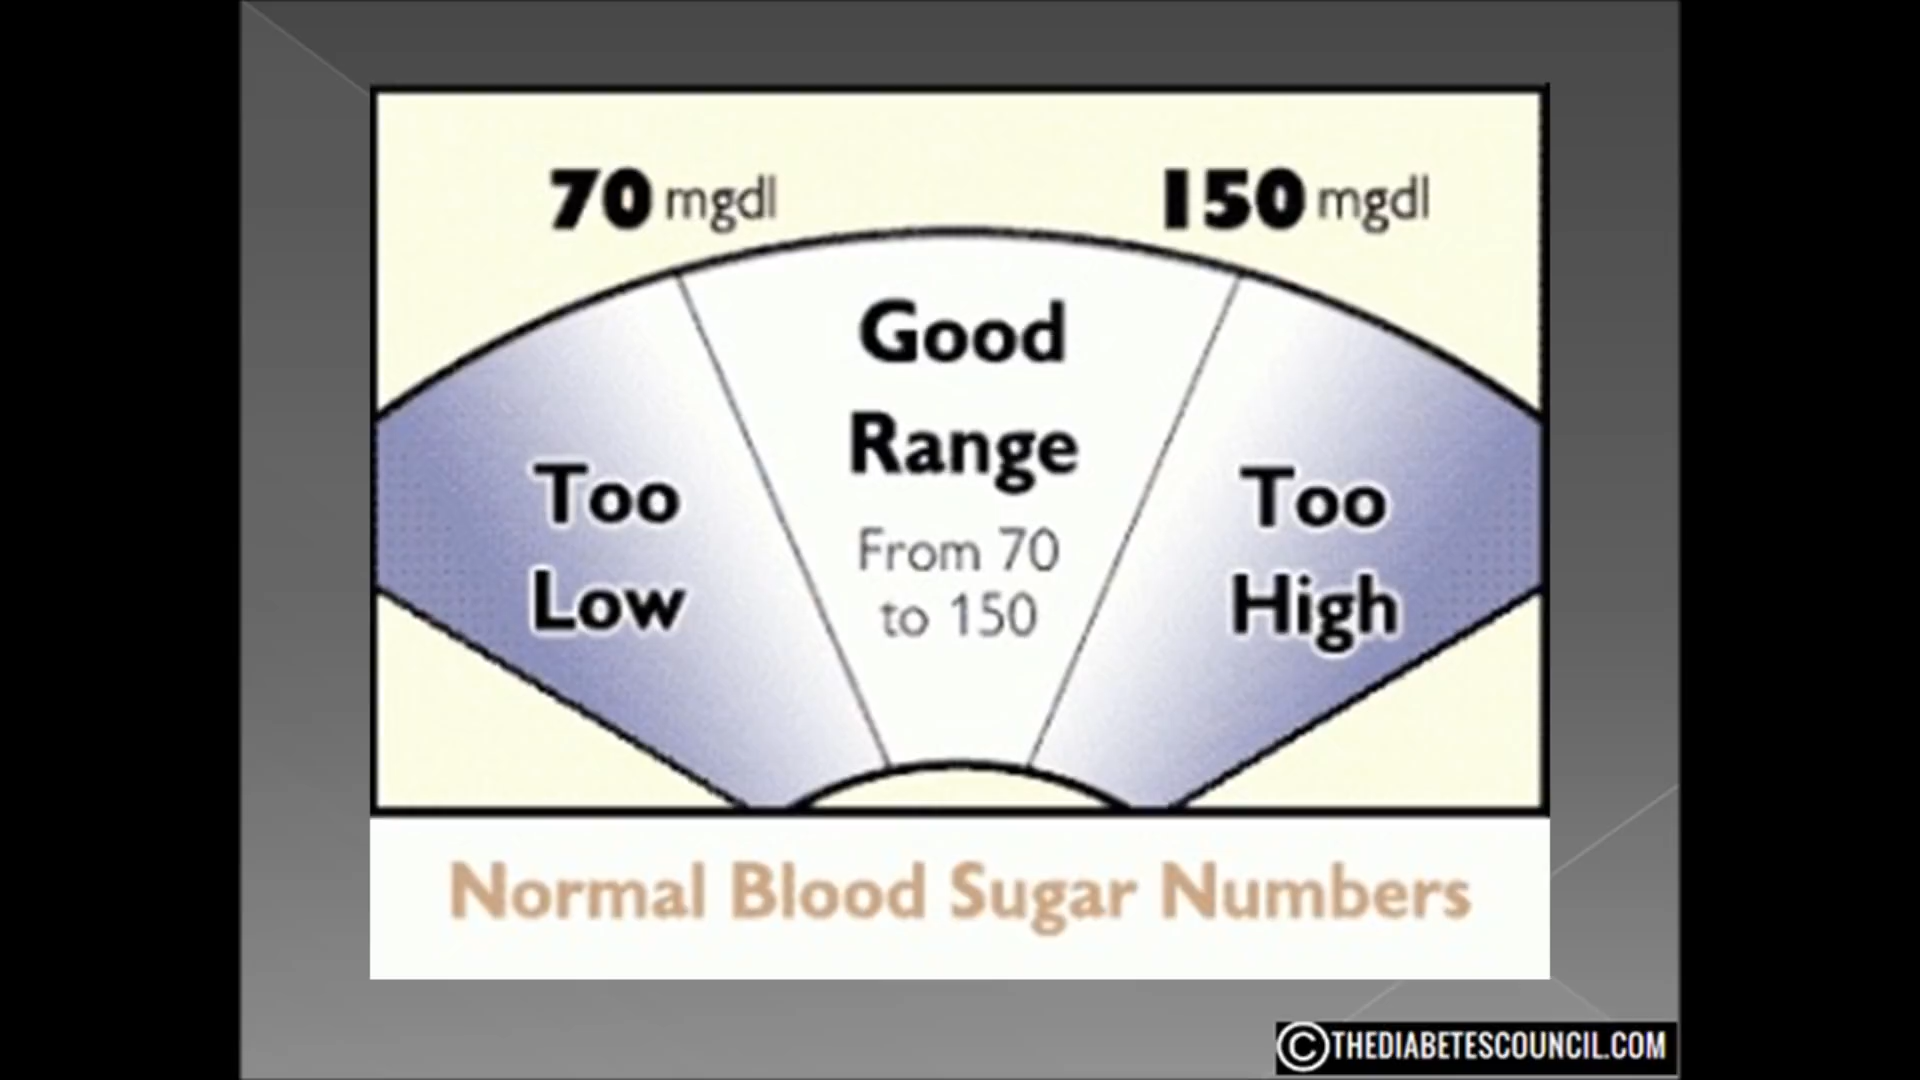 70 mgdl
150 mgdl
Good
Range
From 70
to 150
Too
Low
Too
High
Normal Blood Sugar Numbers
©THEDIABETESCOUNCIL.COM